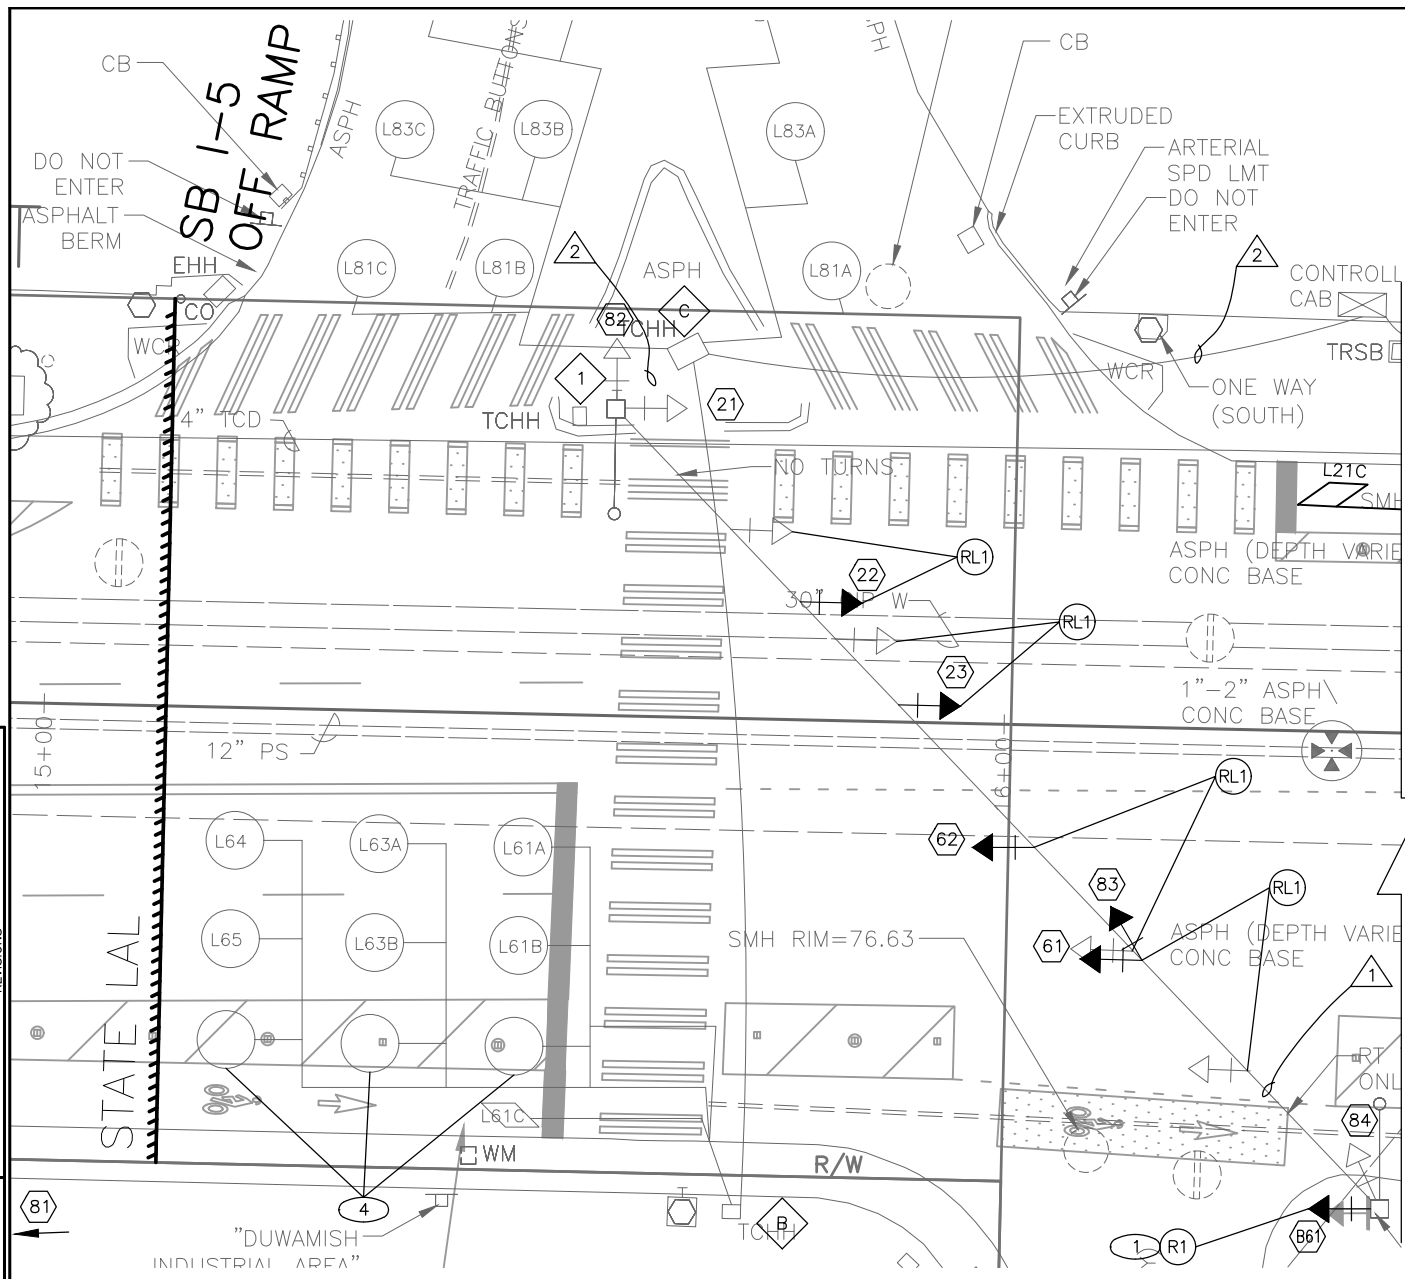 CB
SB I-5
OFF RAMP
ASPH
TRAFFIC BUTTONS
CB
DO NOT
ENTER
ASPHALT
BERM
EHH
CO
WCR
L83C
L83B
L83A
L81C
L81B
L81A
EXTRUDED
CURB
ARTERIAL
SPD LMT
DO NOT
ENTER
2
ASPH
C
82
TCHH
1
TCHH
21
2
CONTROLL
CAB
TRSB
WCR
ONE WAY
(SOUTH)
4" TCD
NO TURNS
L21C
SMH
ASPH (DEPTH VARIE
CONC BASE
RL1
22
30" W
RL1
23
1"-2" ASPH\
CONC BASE
15+00
12" PS
6+00
RL1
62
L64
L63A
L61A
83
RL1
L65
L63B
L61B
SMH RIM=76.63
61
ASPH (DEPTH VARIE
CONC BASE
1
STATE LAL
RT
ONL
L61C
84
WM
R/W
81
4
"DUWAMISH
INDUSTRIAL AREA"
TCHH
B
1
R1
B61